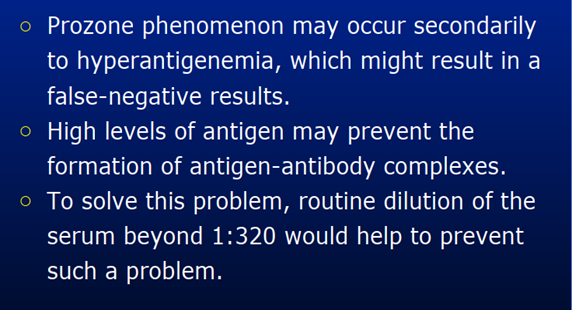 Prozone phenomenon may occur secondarily
to hyperantigenemia, which might result in a
false-negative results.
High levels of antigen may prevent the
formation of antigen-antibody complexes.
To solve this problem, routine dilution of the
serum beyond 1:320 would help to prevent
such a problem.